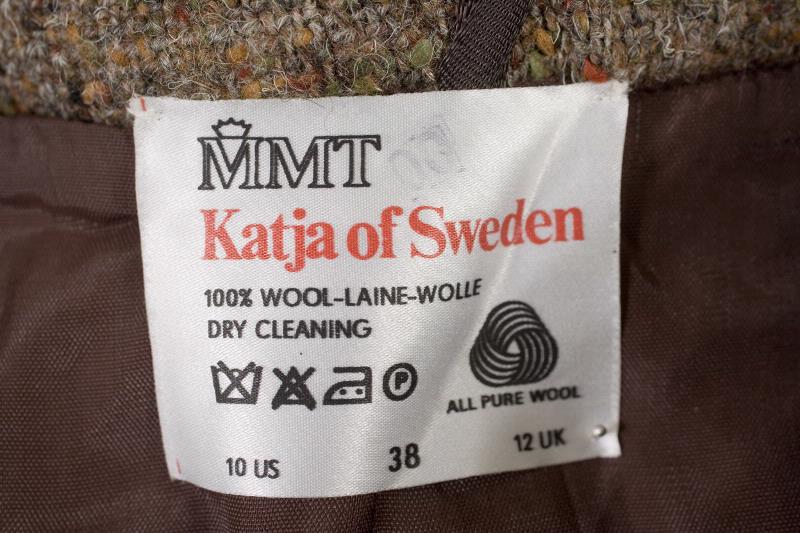 MMT
Katja of Sweden
100% WOOL-LAINE-WOLLE
DRY CLEANING
P
ALL PURE WOOL
10 US 38 12 UK